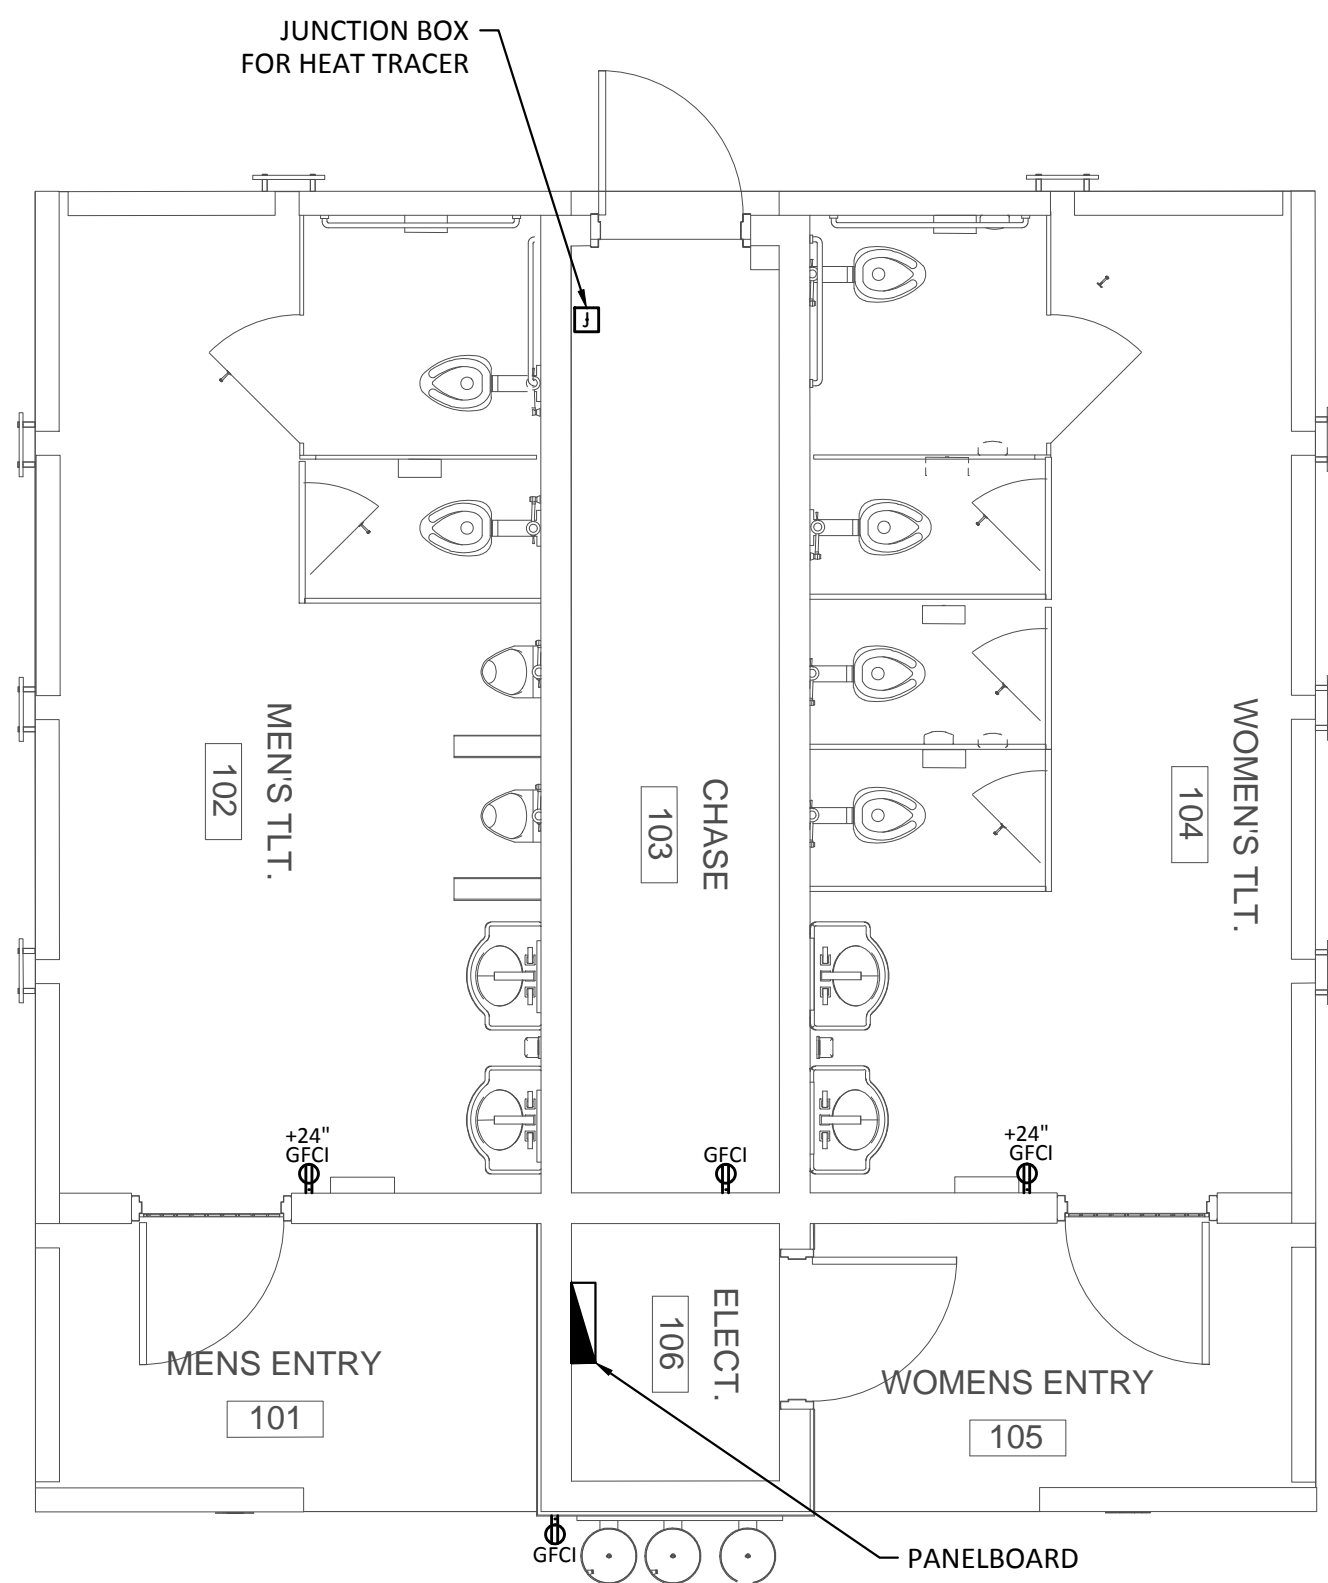 JUNCTION BOX
FOR HEAT TRACER
J
MEN'S TLT.
102
CHASE
103
WOMEN'S TLT.
104
+24"
GFCI
GFCI
+24"
GFCI
MENS ENTRY
101
ELECT.
106
WOMENS ENTRY
105
GFCI
PANELBOARD